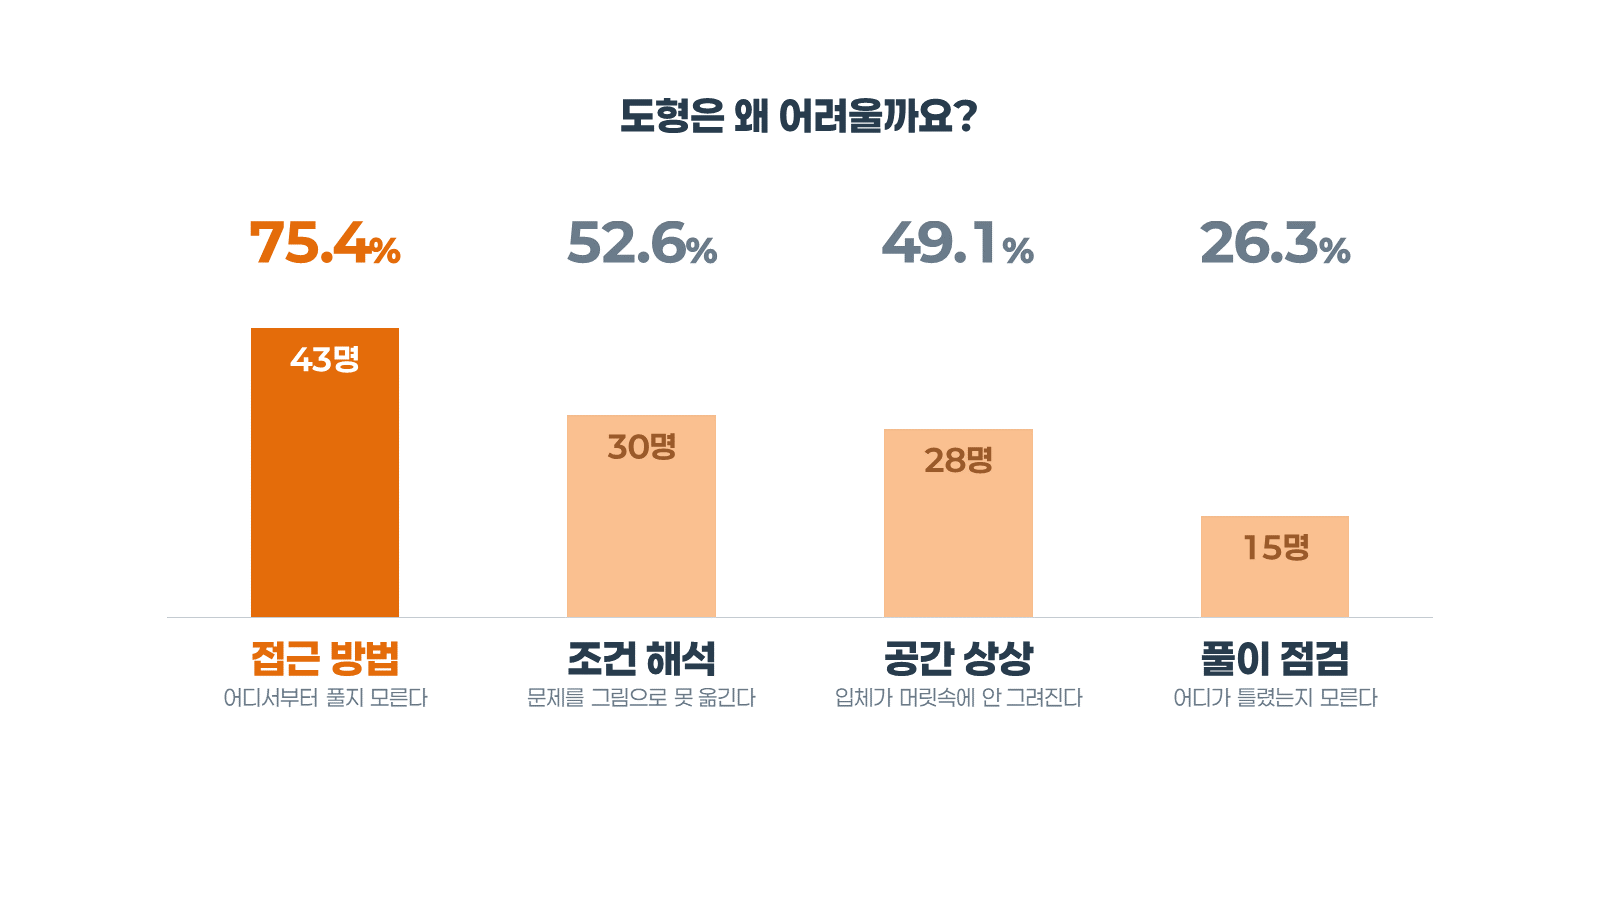 도형은 왜 어려울까요?
75.4% 52.6% 49.1% 26.3%
43명
30명
28명
15명
접근 방법 조건 해석 공간 상상 풀이 점검
어디서부터 풀지 모른다 문제를 그림으로 못 옮긴다 입체가 머릿속에 안 그려진다 어디가 틀렸는지 모른다